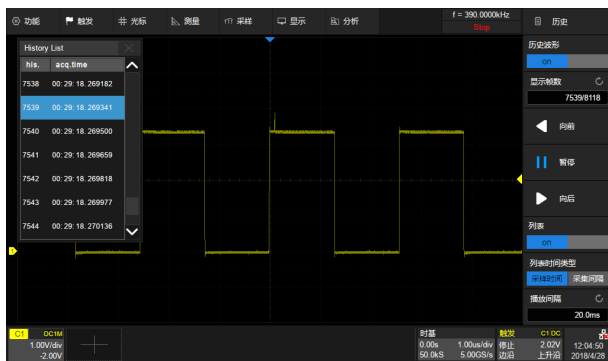 功能
触发
光标
测量
采样
显示
分析
f = 390.0000kHz
Stop
历史
History List
his. acq.time
7538 00:29:18.269182
7539 00:29:18.269341
7540 00:29:18.269500
7541 00:29:18.269659
7542 00:29:18.269818
7543 00:29:18.269977
7544 00:29:18.270136
历史波形
on
显示帧数
7539/8118
向前
暂停
向后
列表
on
列表时间类型
采样时间 采集间隔
播放间隔
20.0ms
1
C1 DC1M
1.00V/div
-2.00V
时基
0.00s 1.00us/div
50.0kS 5.00GS/s
触发 C1 DC
停止 2.02V
边沿 上升沿
12:04:50
2018/4/28